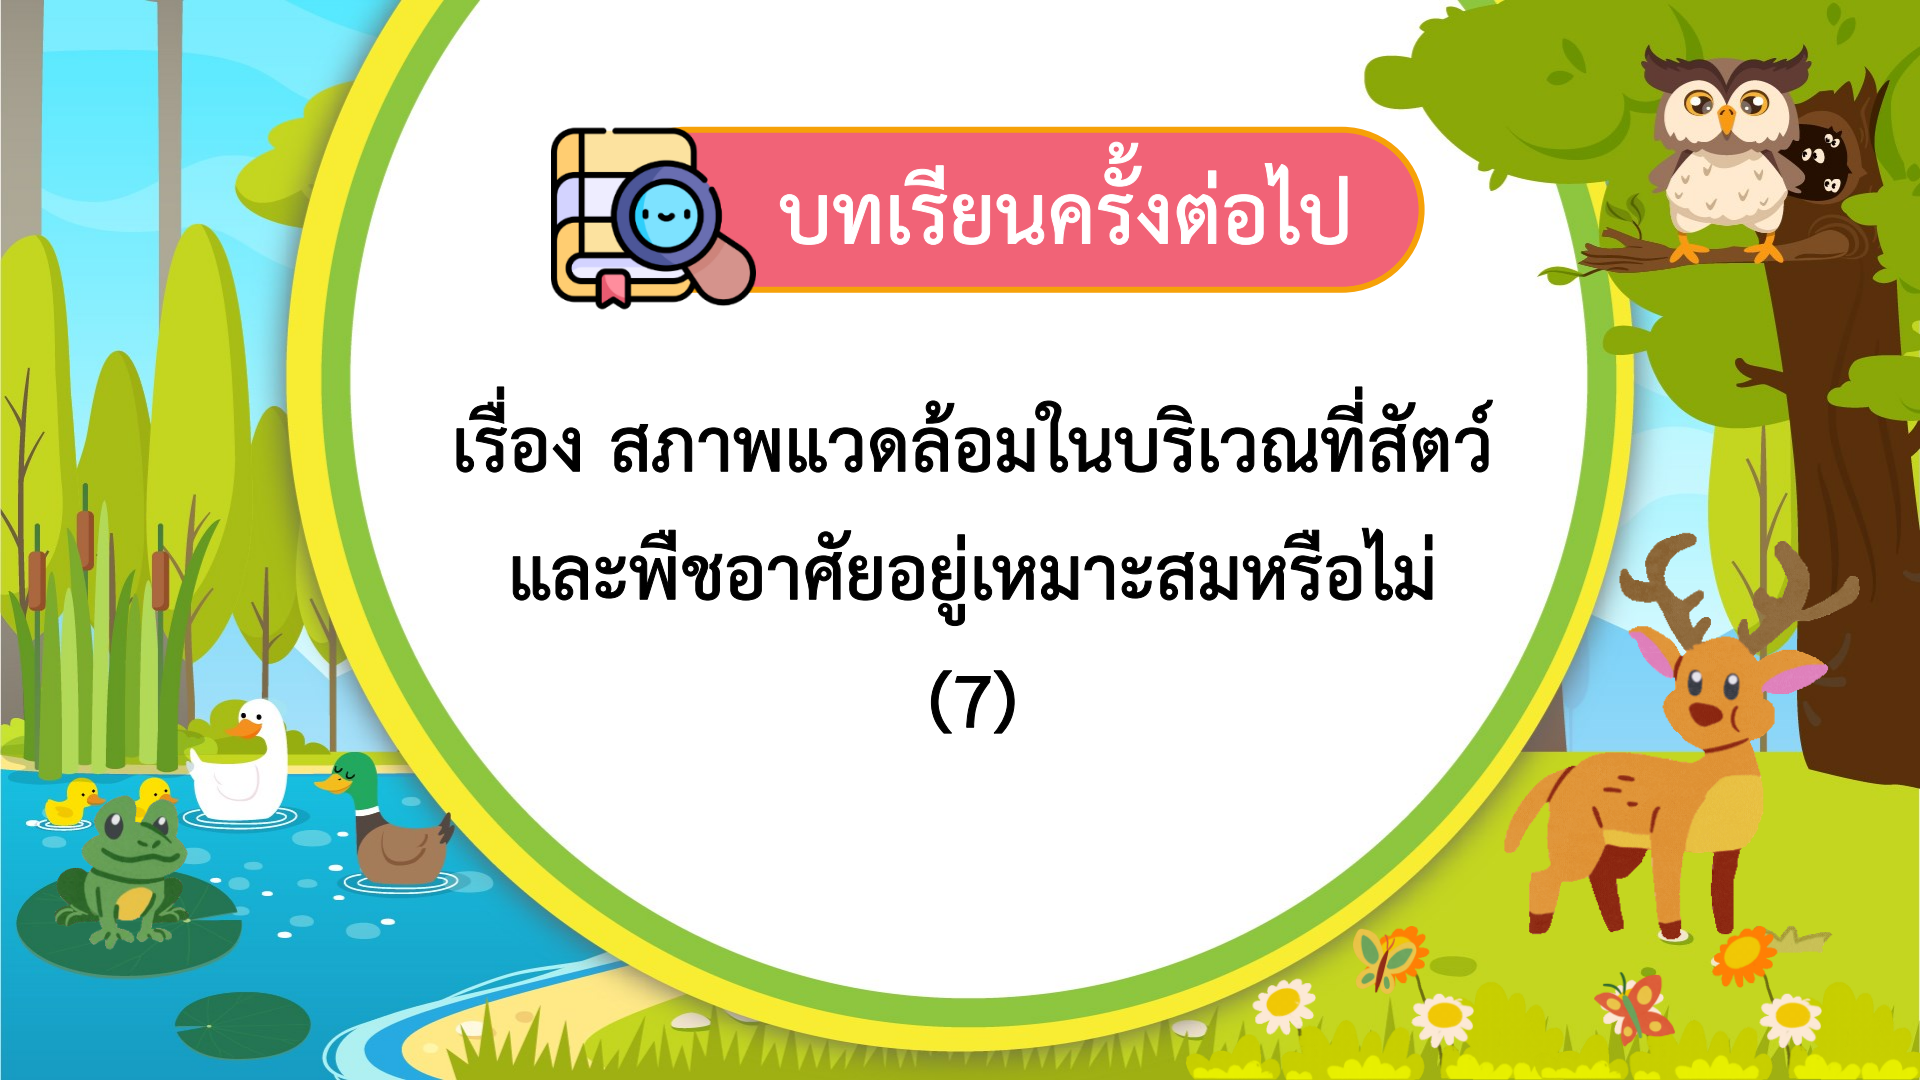 บทเรียนครั้งต่อไป
เรื่อง สภาพแวดล้อมในบริเวณที่สัตว์
และพืชอาศัยอยู่เหมาะสมหรือไม่
(7)